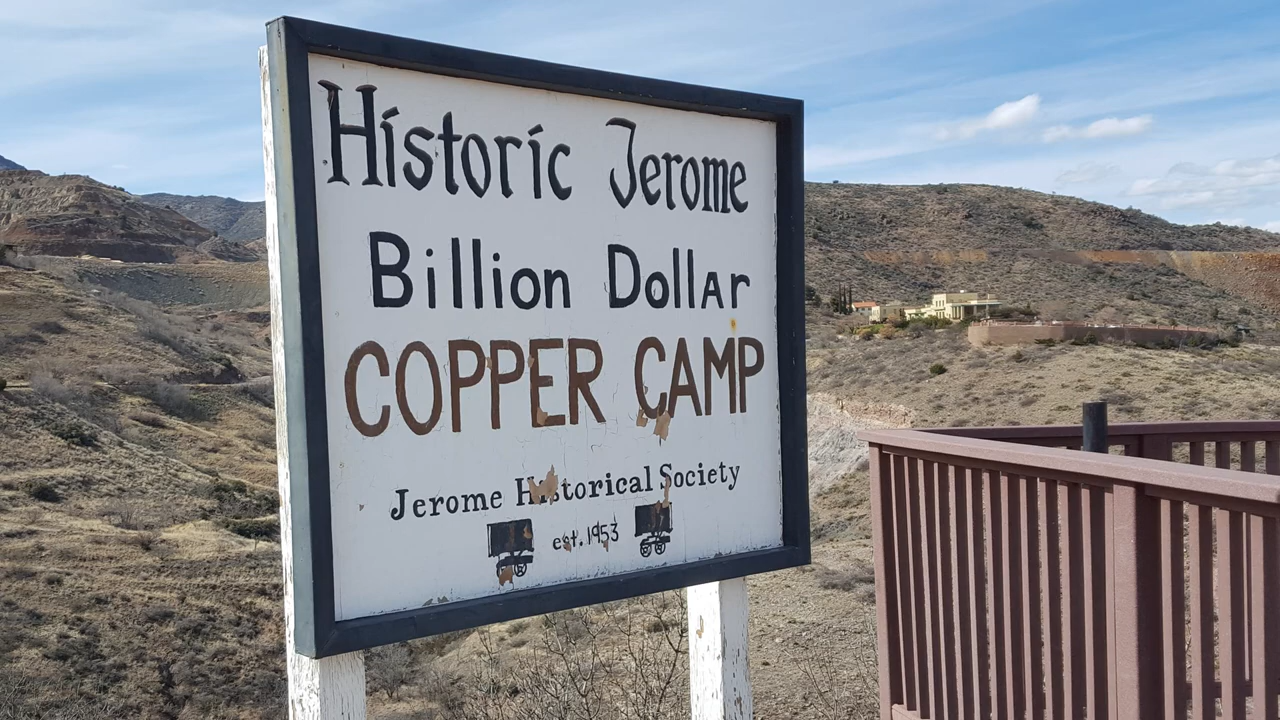 Historic Jerome
Billion Dollar
COPPER CAMP
Jerome Historical Society
est. 1953